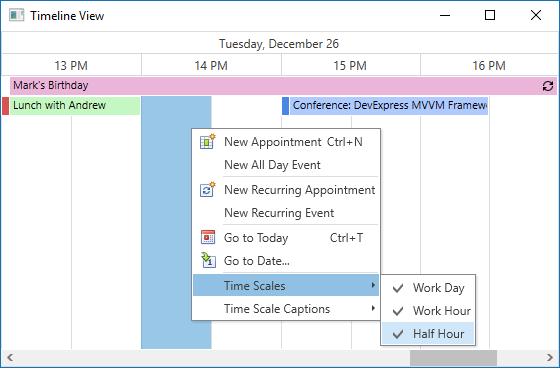 Timeline View
Tuesday, December 26
13 PM 14 PM 15 PM 16 PM
Mark's Birthday
Lunch with Andrew Conference: DevExpress MVVM Framew
New Appointment Ctrl+N
New All Day Event
New Recurring Appointment
New Recurring Event
Go to Today Ctrl+T
Go to Date...
Time Scales
Time Scale Captions
Work Day
Work Hour
Half Hour